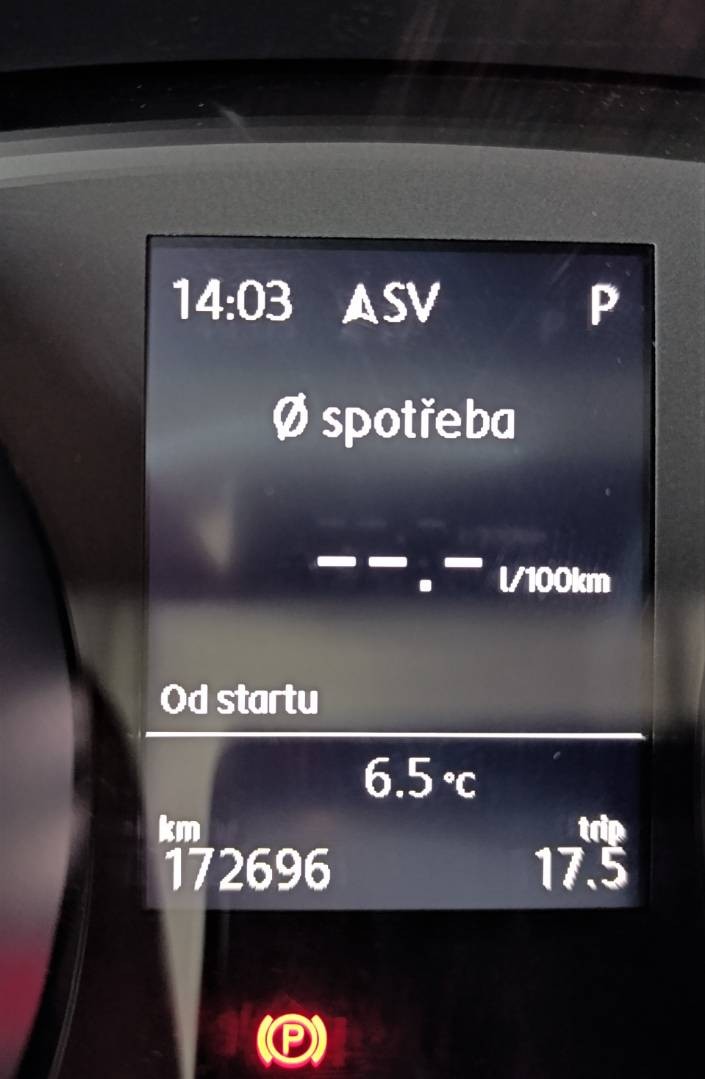 14:03 ASV P
Ø spotřeba
--.- l/100km
Od startu
6.5 °C
km trip
172696 17.5
P